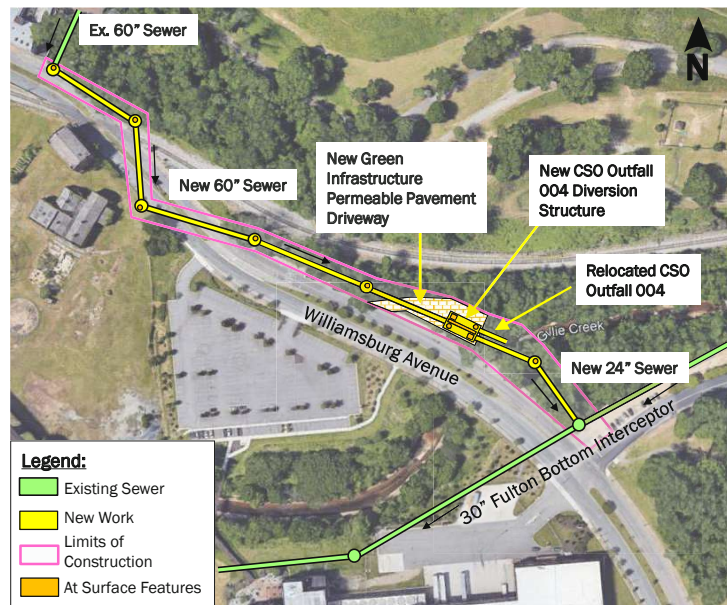 Ex. 60" Sewer
N
New Green
Infrastructure
Permeable Pavement
Driveway
New CSO Outfall
004 Diversion
Structure
New 60" Sewer
Relocated CSO
Outfall 004
Gillie Creek
Williamsburg Avenue
New 24" Sewer
30" Fulton Bottom Interceptor
Legend:
Existing Sewer
New Work
Limits of
Construction
At Surface Features